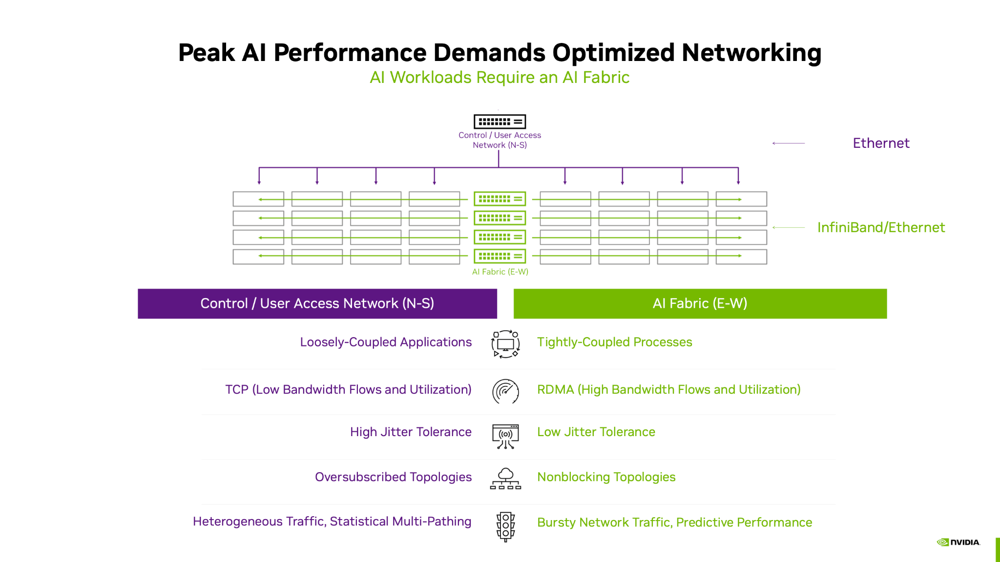 Peak AI Performance Demands Optimized Networking
AI Workloads Require an AI Fabric
Control / User Access
Network (N-S)
Ethernet
InfiniBand/Ethernet
AI Fabric (E-W)
Control / User Access Network (N-S)
AI Fabric (E-W)
Loosely-Coupled Applications
Tightly-Coupled Processes
TCP (Low Bandwidth Flows and Utilization)
RDMA (High Bandwidth Flows and Utilization)
High Jitter Tolerance
Low Jitter Tolerance
Oversubscribed Topologies
Nonblocking Topologies
Heterogeneous Traffic, Statistical Multi-Pathing
Bursty Network Traffic, Predictive Performance
NVIDIA.